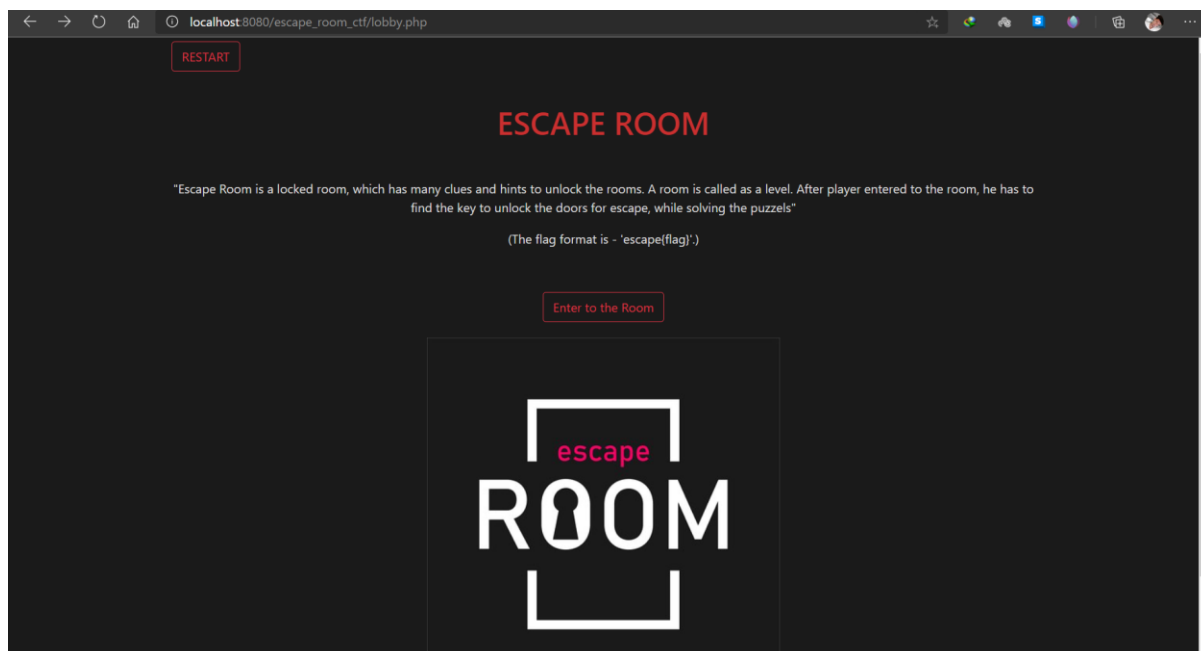 localhost:8080/escape_room_ctf/lobby.php
RESTART
ESCAPE ROOM
"Escape Room is a locked room, which has many clues and hints to unlock the rooms. A room is called as a level. After player entered to the room, he has to
find the key to unlock the doors for escape, while solving the puzzels"
(The flag format is - 'escape{flag}'.)
Enter to the Room
escape
ROOM